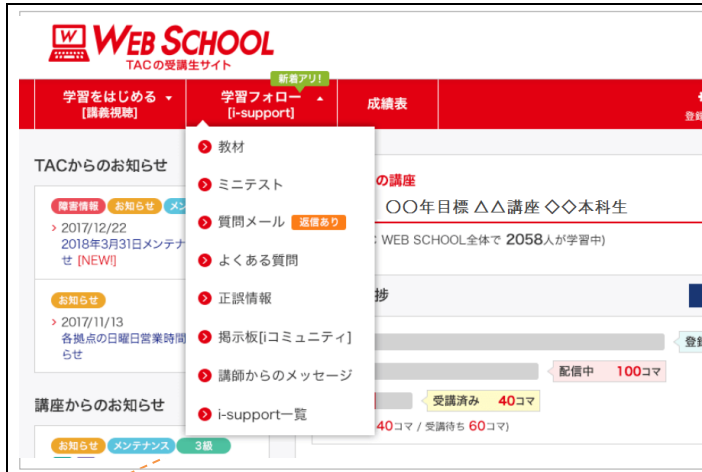 WEB SCHOOL
TACの受講生サイト
新着アリ!
学習をはじめる
[講義視聴]
学習フォロー
[i-support]
成績表
教材
ミニテスト
質問メール 返信あり
よくある質問
正誤情報
掲示板[iコミュニティ]
講師からのメッセージ
i-support一覧
TACからのお知らせ
障害情報 お知らせ
2017/12/22
2018年3月31日メンテナ
せ [NEW!]
お知らせ
2017/11/13
各拠点の日曜日営業時間
らせ
講座からのお知らせ
お知らせ メンテナンス 3級
の講座
〇〇年目標 △△講座 ◇◇本科生
WEB SCHOOL全体で 2058人が学習中)
捗
配信中 100コマ
受講済み 40コマ
40コマ / 受講待ち 60コマ)